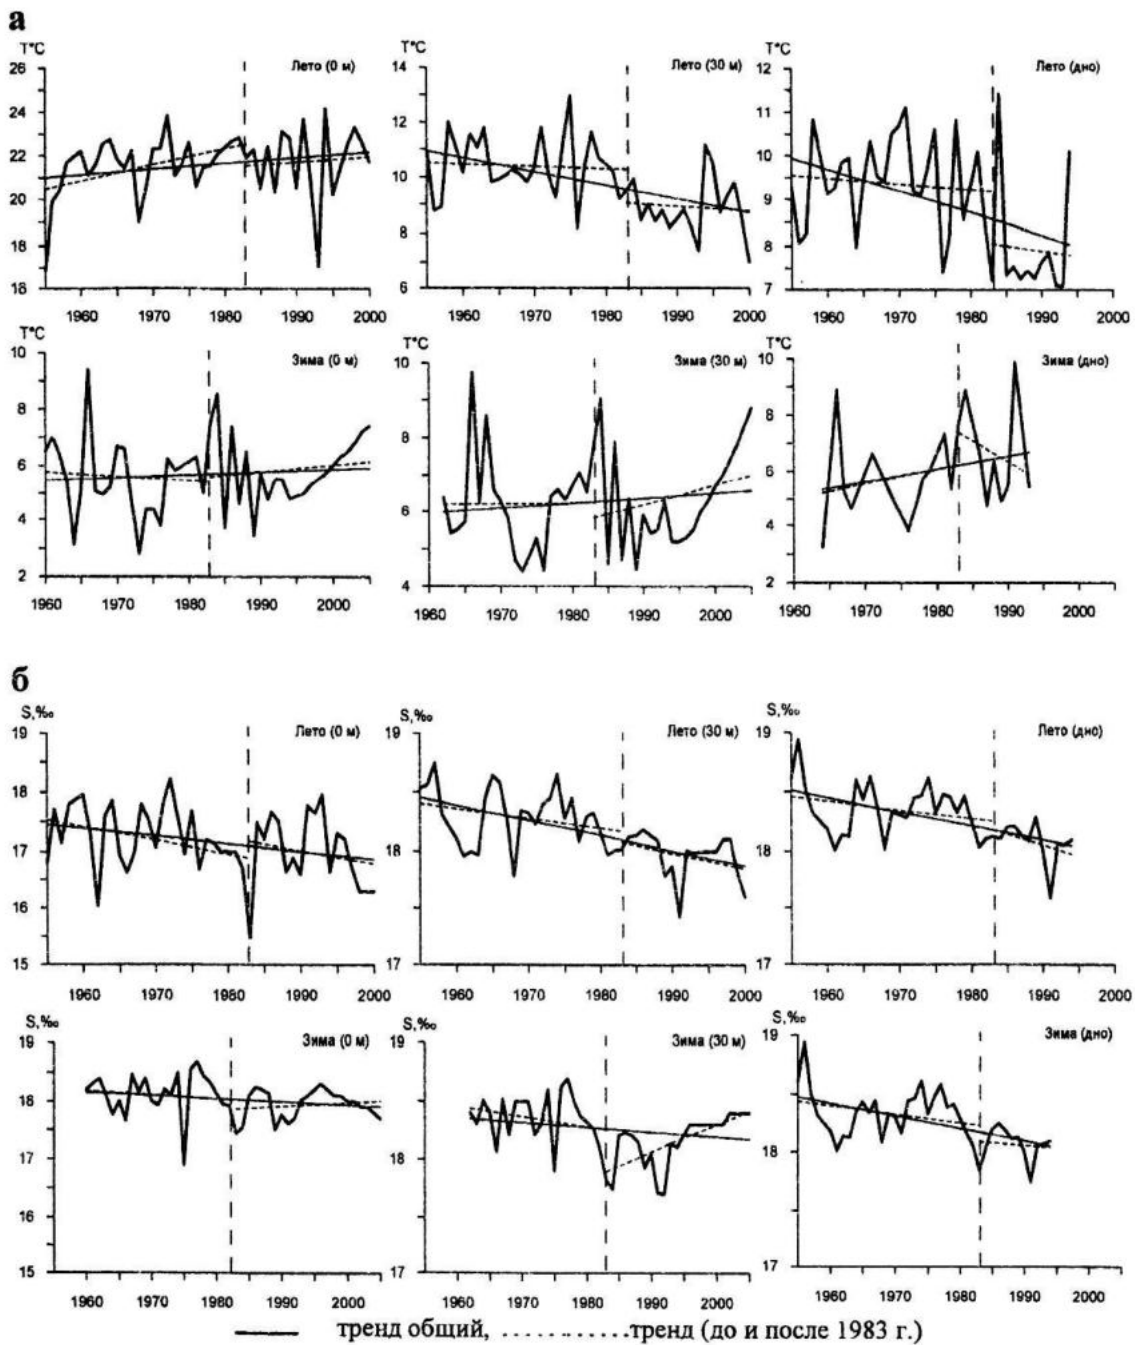 а
T°C T°C T°C
26 Лето (0 м) 14 Лето (30 м) 12 Лето (дно)
24 12 11
22 10 10
20 9
18 8 8
18 6 7
1960 1970 1980 1990 2000 1960 1970 1980 1990 2000 1960 1970 1980 1990 2000
T°C T°C T°C
10 Зима (0 м) 10 Зима (30 м) 10 Зима (дно)
8 8 8
6 6 6
4 4
2 4 2
1960 1970 1980 1990 2000 1960 1970 1980 1990 2000 1960 1970 1980 1990 2000
б
S,‰ S,‰ S,‰
19 Лето (0 м) 19 Лето (30 м) 19 Лето (дно)
18
17 18 18
16
15 17 17
1960 1970 1980 1990 2000 1960 1970 1980 1990 2000 1960 1970 1980 1990 2000
S,‰ S,‰ S,‰
19 Зима (0 м) 19 Зима (30 м) 19 Зима (дно)
18
17 18 18
16
15 17 17
1960 1970 1980 1990 2000 1960 1970 1980 1990 2000 1960 1970 1980 1990 2000
тренд общий, ............тренд (до и после 1983 г.)